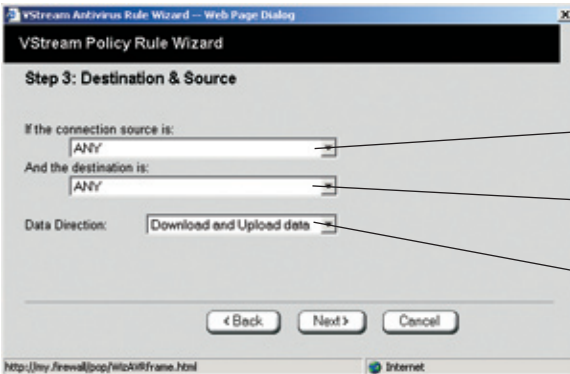 VStream Antivirus Rule Wizard -- Web Page Dialog
VStream Policy Rule Wizard
Step 3: Destination & Source
If the connection source is:
ANY
And the destination is:
ANY
Data Direction: Download and Upload data
<Back Next> Cancel
http://my.firewall/pop/WizAVRframe.html Internet